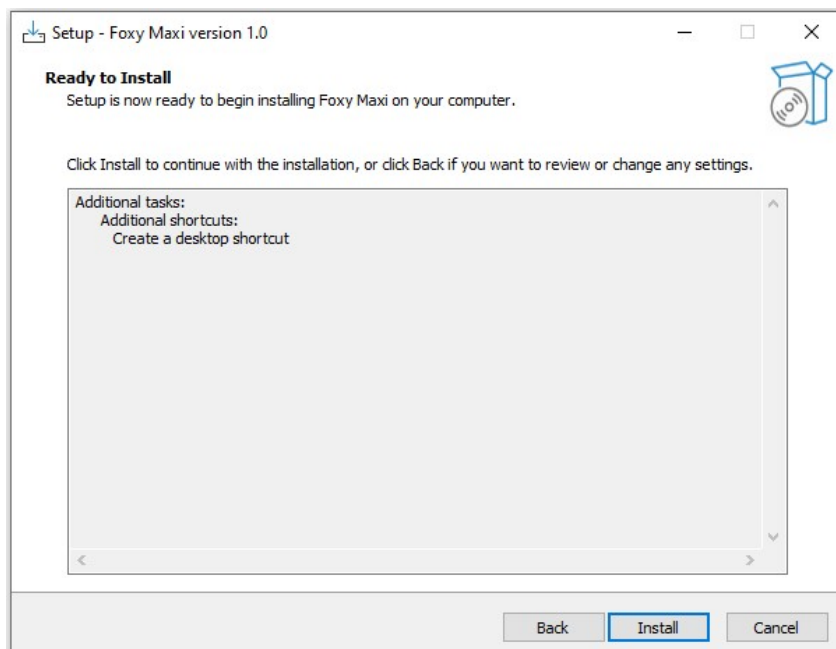 Setup - Foxy Maxi version 1.0
Ready to Install
Setup is now ready to begin installing Foxy Maxi on your computer.
Click Install to continue with the installation, or click Back if you want to review or change any settings.
Additional tasks:
Additional shortcuts:
Create a desktop shortcut
Back Install Cancel